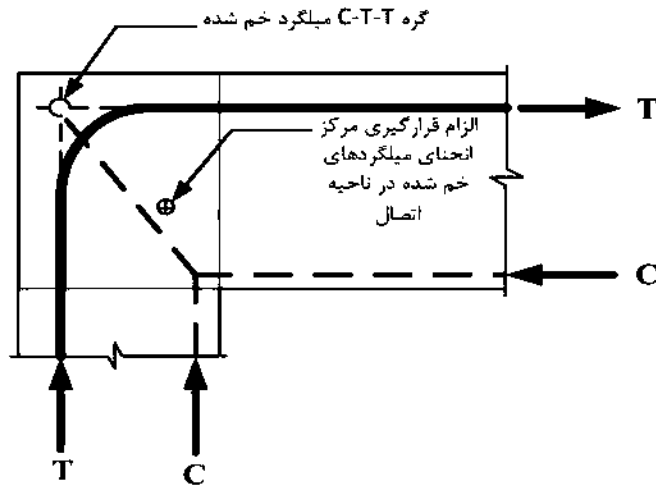 گره C-T-T میلگرد خم شده
الزام قرارگیری مرکز
انحنای میلگردهای
خم شده در ناحیه
اتصال
T
C
T
C